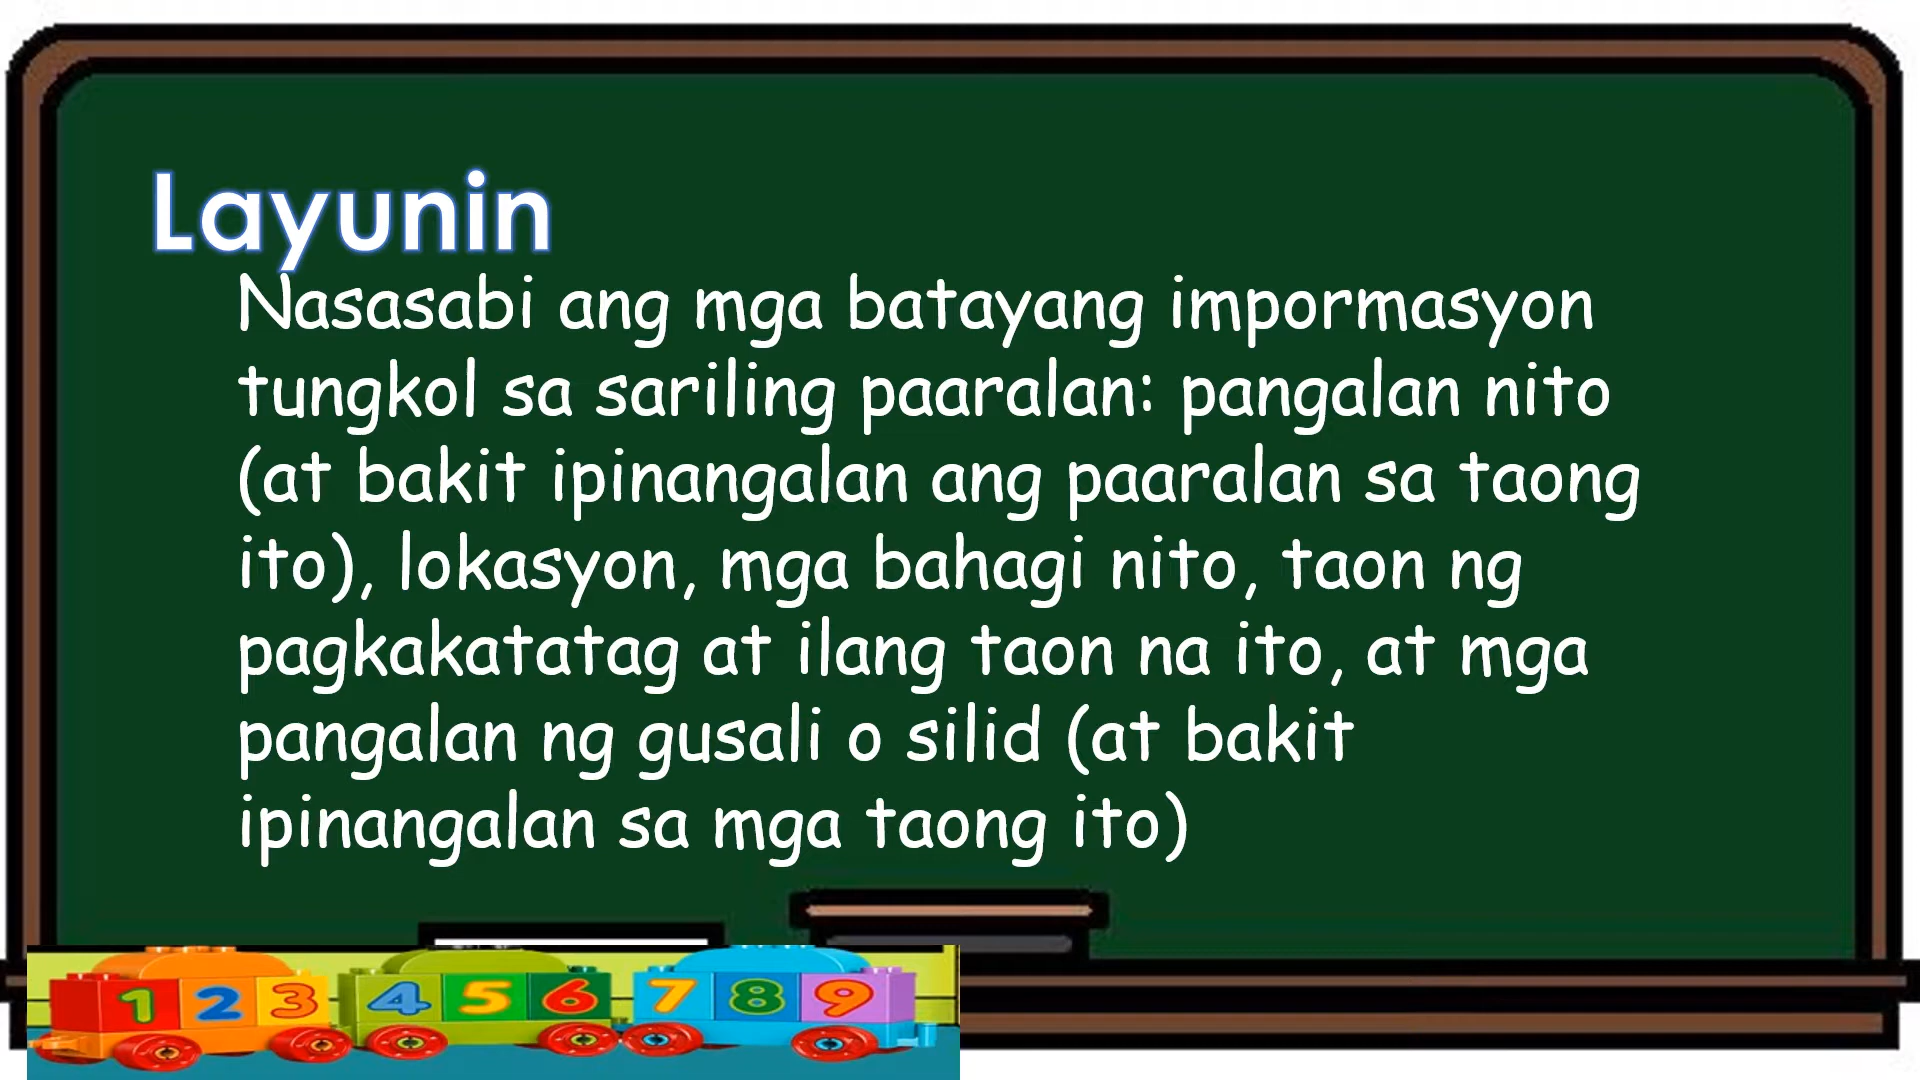 Layunin
Nasasabi ang mga batayang impormasyon
tungkol sa sariling paaralan: pangalan nito
(at bakit ipinangalan ang paaralan sa taong
ito), lokasyon, mga bahagi nito, taon ng
pagkakatatag at ilang taon na ito, at mga
pangalan ng gusali o silid (at bakit
ipinangalan sa mga taong ito)
1 2 3 4 5 6 7 8 9